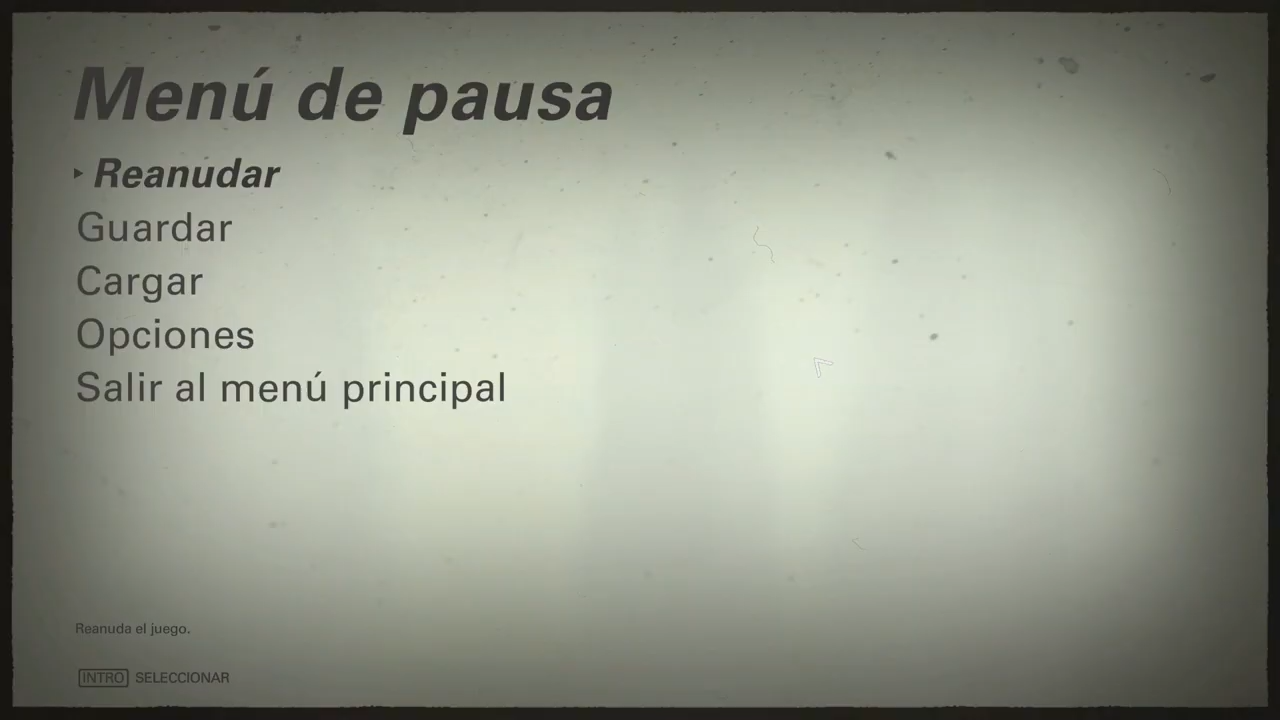 Menú de pausa
Reanudar
Guardar
Cargar
Opciones
Salir al menú principal
Reanuda el juego.
INTRO SELECCIONAR